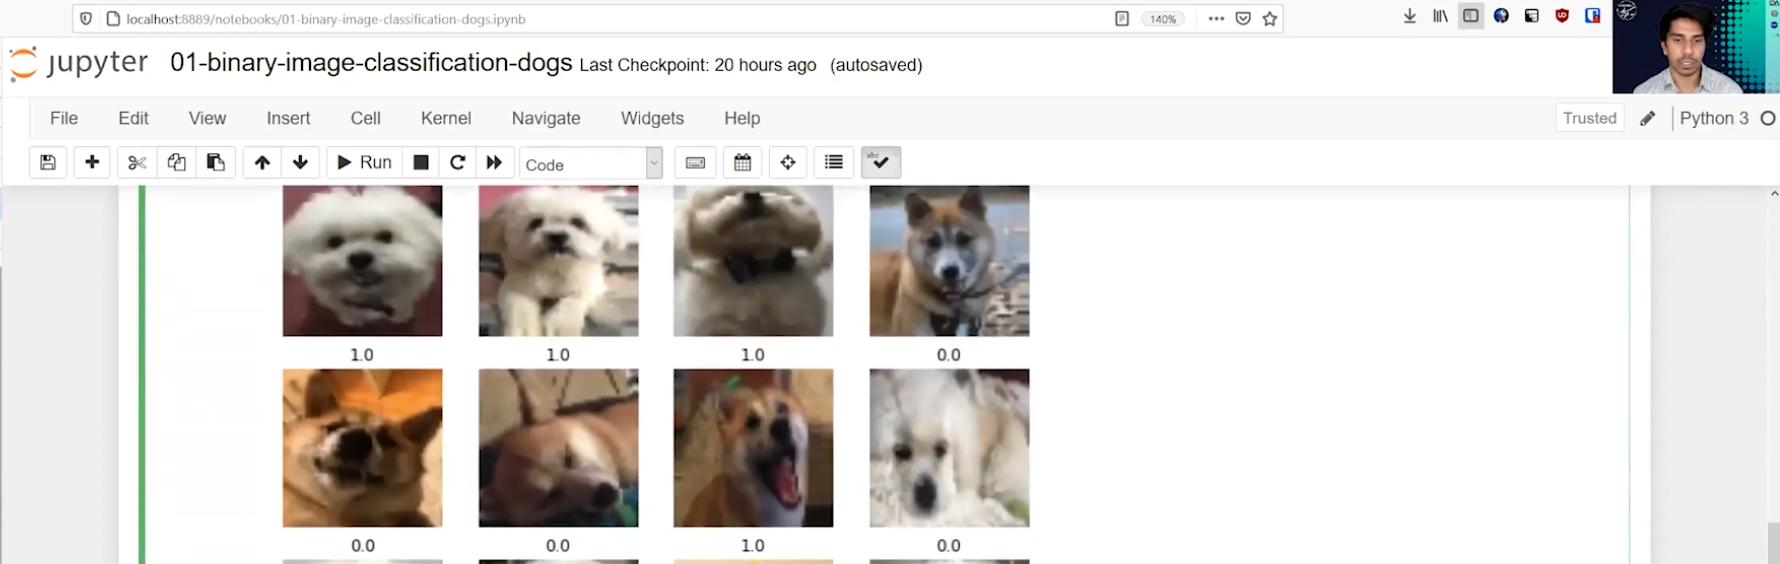 localhost:8889/notebooks/01-binary-image-classification-dogs.ipynb 140%
jupyter 01-binary-image-classification-dogs Last Checkpoint: 20 hours ago (autosaved)
File Edit View Insert Cell Kernel Navigate Widgets Help Trusted Python 3
Run Code abc
1.0 1.0 1.0 0.0
0.0 0.0 1.0 0.0